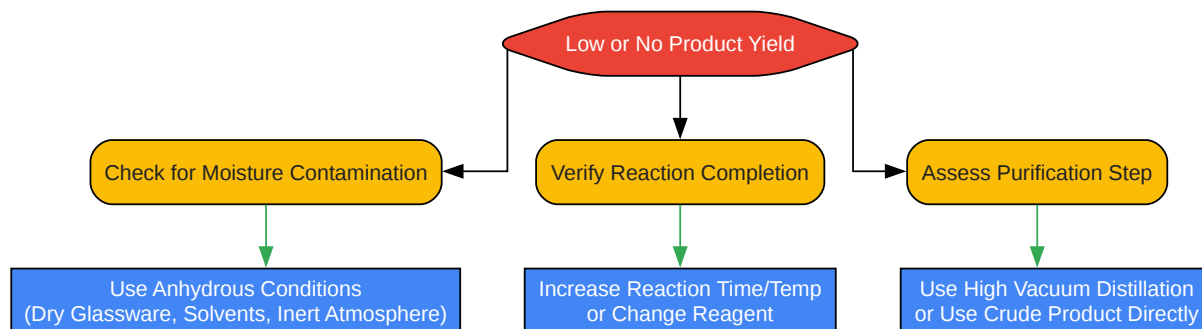 Low or No Product Yield
Check for Moisture Contamination
Verify Reaction Completion
Assess Purification Step
Use Anhydrous Conditions
(Dry Glassware, Solvents, Inert Atmosphere)
Increase Reaction Time/Temp
or Change Reagent
Use High Vacuum Distillation
or Use Crude Product Directly